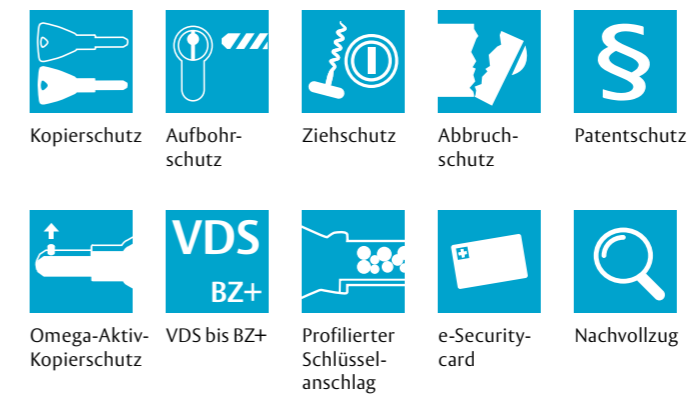 Kopierschutz
Aufbohr-
schutz
Ziehschutz
Abbruch-
schutz
§
Patentschutz
Omega-Aktiv-
Kopierschutz
VDS
BZ+
VDS bis BZ+
Profilierter
Schlüssel-
anschlag
e-Security-
card
Nachvollzug